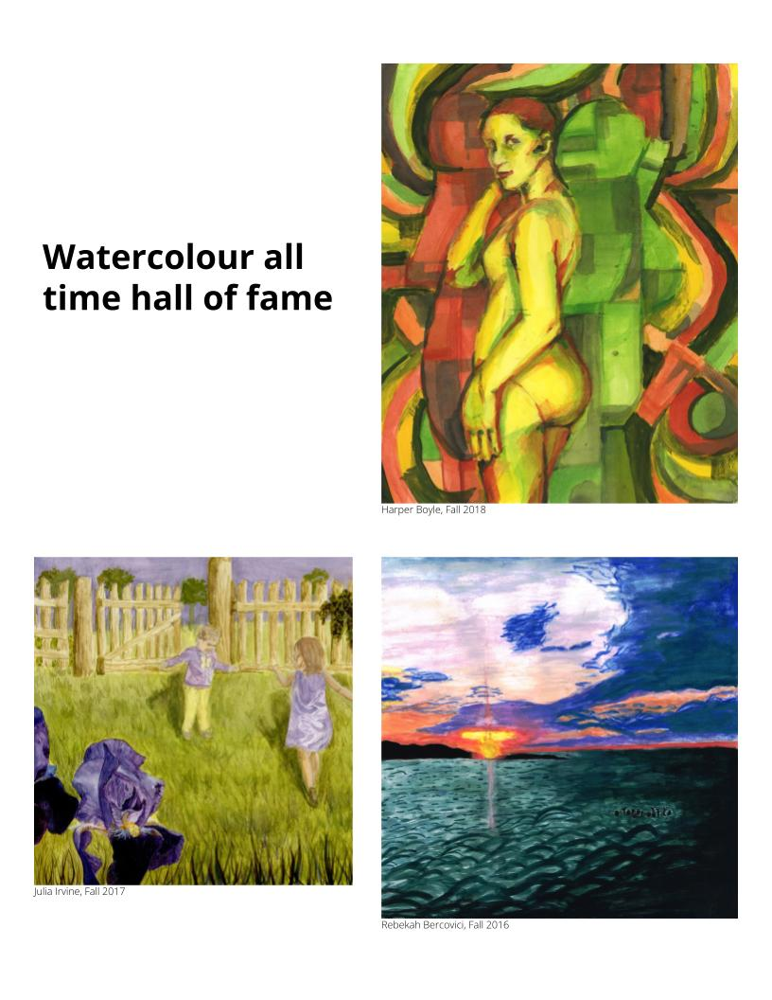 Watercolour all
time hall of fame
Harper Boyle, Fall 2018
Julia Irvine, Fall 2017
Rebekah Bercovici, Fall 2016